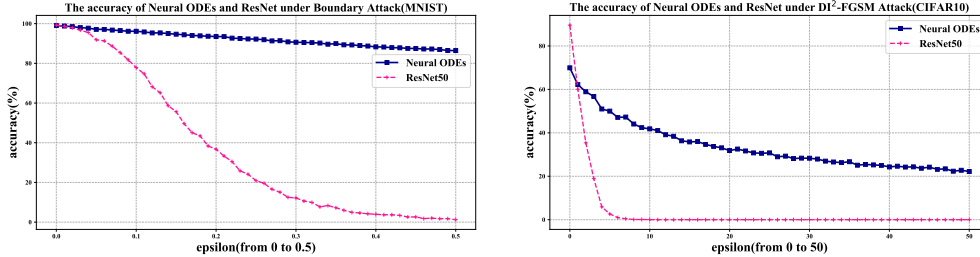 The accuracy of Neural ODEs and ResNet under Boundary Attack(MNIST)
100
80
60
40
20
0
accuracy(%)
Neural ODEs
ResNet50
0.0 0.1 0.2 0.3 0.4 0.5
epsilon(from 0 to 0.5)
The accuracy of Neural ODEs and ResNet under DI²-FGSM Attack(CIFAR10)
80
60
40
20
0
accuracy(%)
Neural ODEs
ResNet50
0 10 20 30 40 50
epsilon(from 0 to 50)